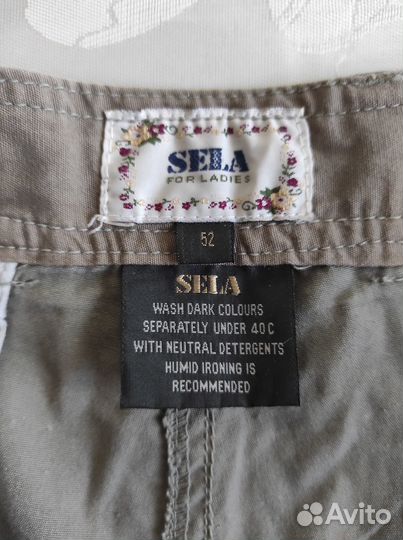 SELA
FOR LADIES
52
SELA
WASH DARK COLOURS
SEPARATELY UNDER 40 C
WITH NEUTRAL DETERGENTS
HUMID IRONING IS
RECOMMENDED
Avito